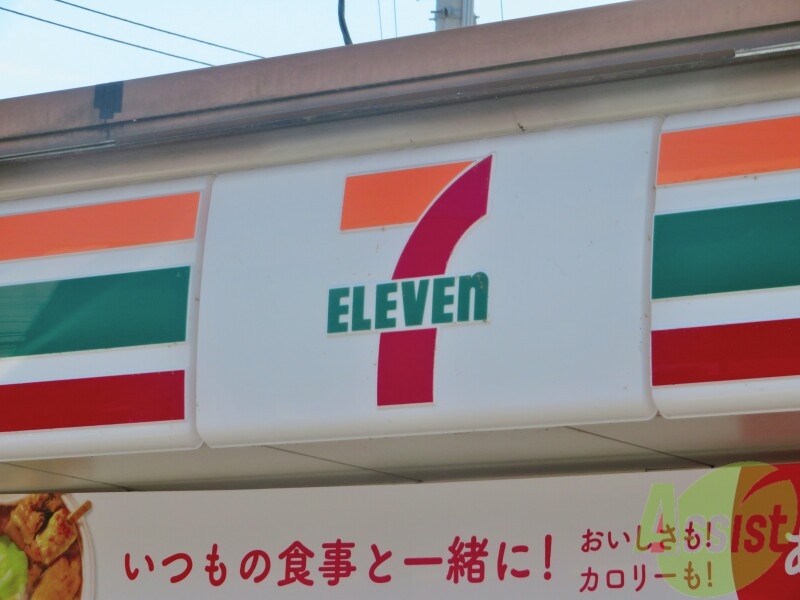 7
ELEVEn
いつもの食事と一緒に!
おいしさも!
カロリーも!
Assist